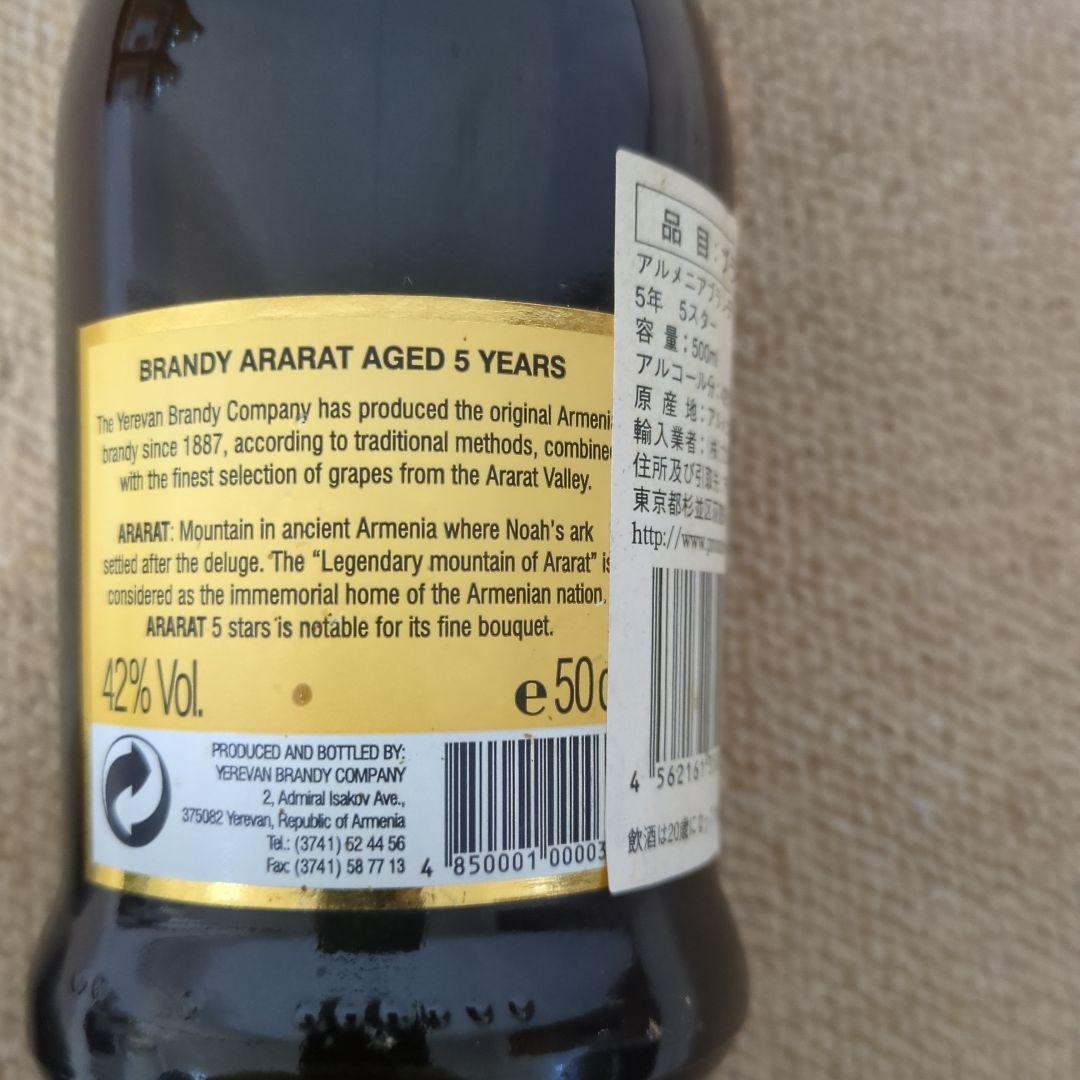 BRANDY ARARAT AGED 5 YEARS
The Yerevan Brandy Company has produced the original Armenia
brandy since 1887, according to traditional methods, combined
with the finest selection of grapes from the Ararat Valley.
ARARAT: Mountain in ancient Armenia where Noah's ark
settled after the deluge. The "Legendary mountain of Ararat" is
considered as the immemorial home of the Armenian nation.
ARARAT 5 stars is notable for its fine bouquet.
42% Vol.
e 50
PRODUCED AND BOTTLED BY:
YEREVAN BRANDY COMPANY
2, Admiral Isakov Ave.,
375082 Yerevan, Republic of Armenia
Tel.: (3741) 52 44 56
Fax: (3741) 58 77 13
4 850001 00003
品 目:ブ
アルメニアブラン
5年 5スター
容 量:500ml
アルコール分:
原 産 地:アル
輸入業者:㈱
住所及び引取先
東京都杉並区
http://www.
4 562161
飲酒は20歳に